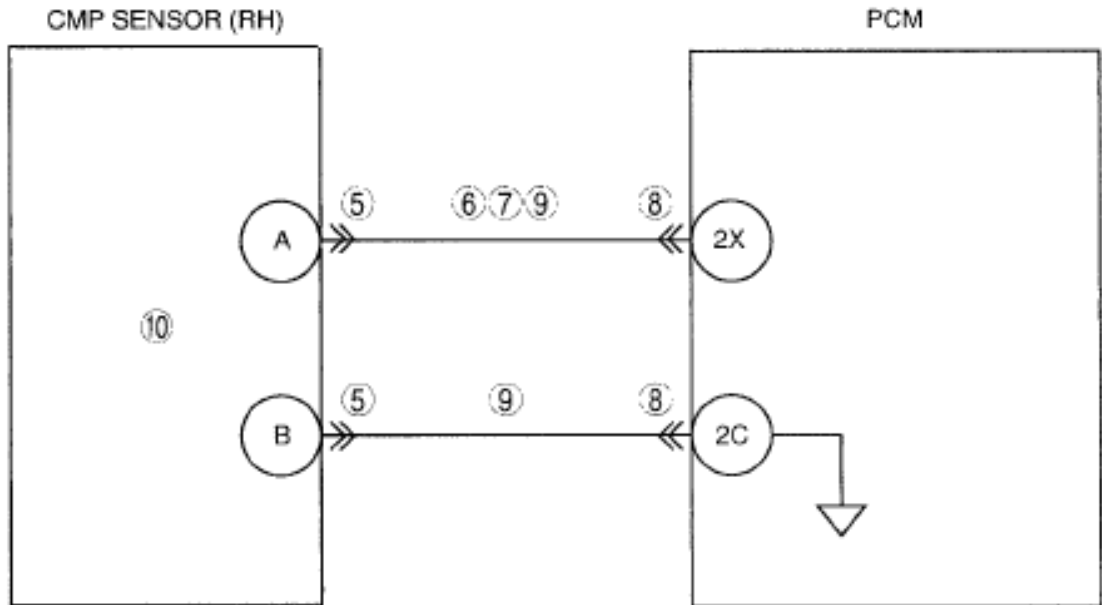 CMP SENSOR (RH) PCM
⑤ ⑥⑦⑨ ⑧
A 2X
⑩
⑤ ⑨ ⑧
B 2C